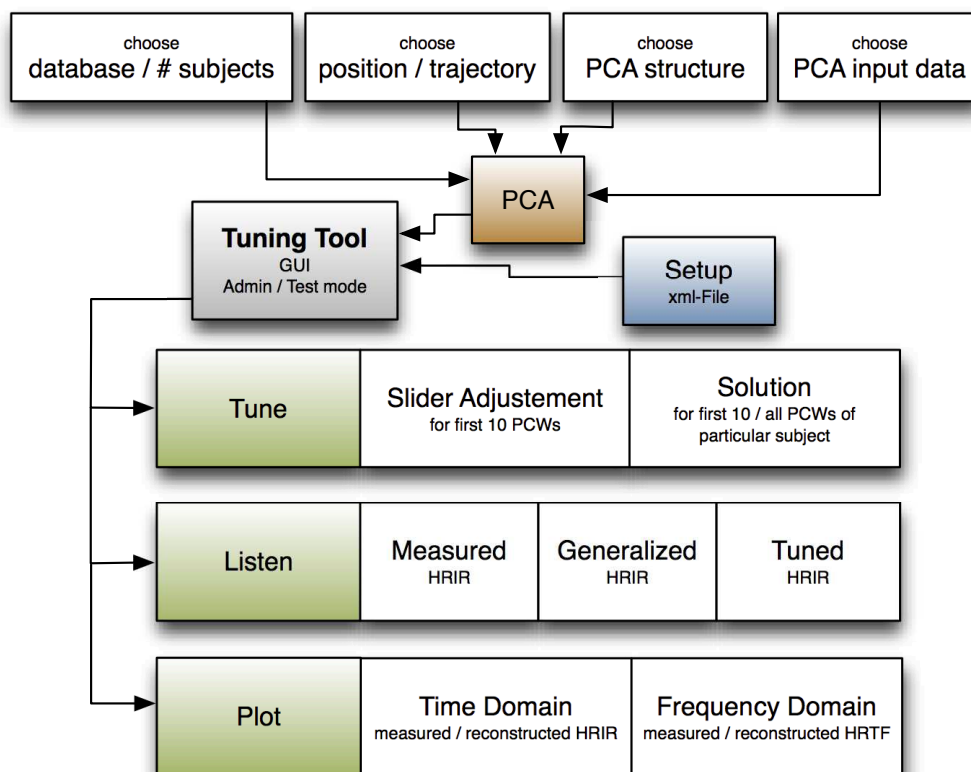 choose
database / # subjects
choose
position / trajectory
choose
PCA structure
choose
PCA input data
PCA
Tuning Tool
GUI
Admin / Test mode
Setup
xml-File
Tune
Slider Adjustement
for first 10 PCWs
Solution
for first 10 / all PCWs of
particular subject
Listen
Measured
HRIR
Generalized
HRIR
Tuned
HRIR
Plot
Time Domain
measured / reconstructed HRIR
Frequency Domain
measured / reconstructed HRTF